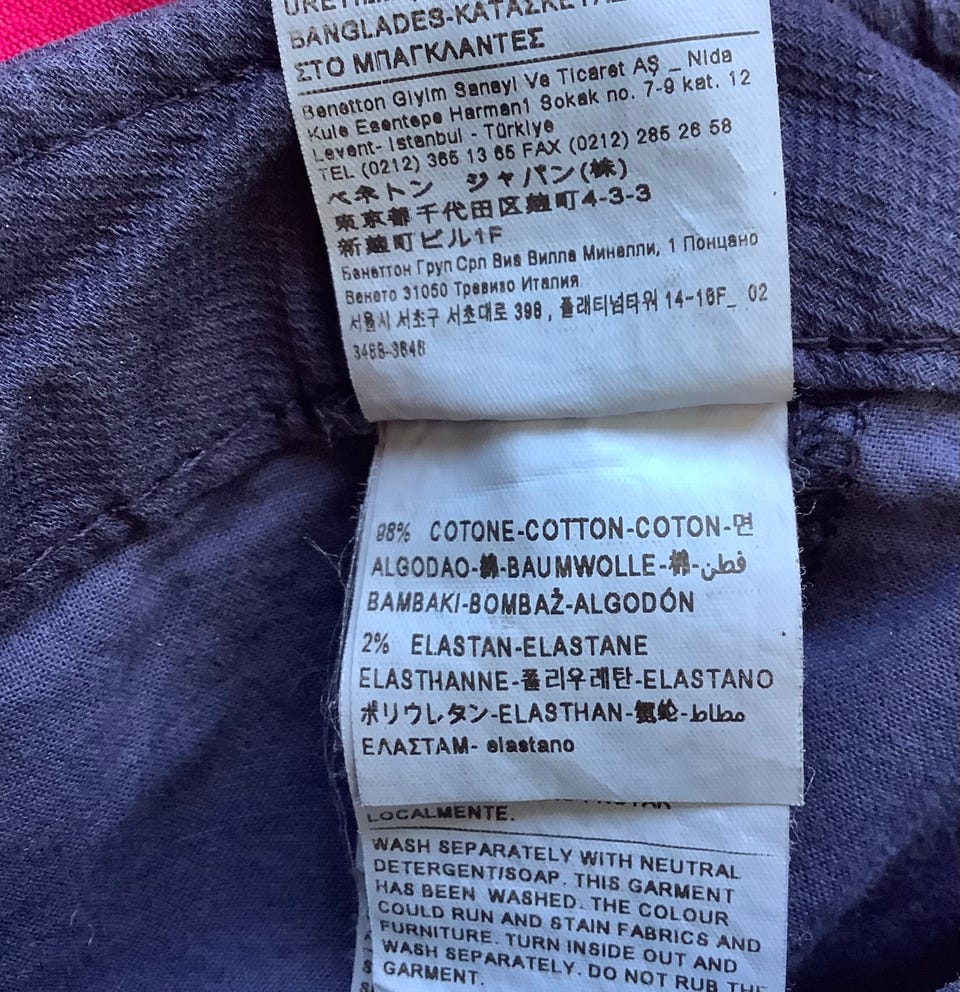 BANGLADES-ΚΑΤΑΣΚΕΥΑΣ
ΣΤΟ ΜΠΑΓΚΛΑΝΤΕΣ
Benetton Giyim Sanayi Ve Ticaret AŞ _ Nida
Kule Esentepe Harman1 Sokak no. 7-9 kat. 12
Levent- Istanbul - Türkiye
TEL (0212) 365 13 65 FAX (0212) 285 26 58
ベネトン ジャパン(株)
東京都千代田区麹町4-3-3
新麹町ビル1F
Бенеттон Груп Срл Виа Вилла Минелли, 1 Понцано
Венето 31050 Тревизо Италия
서울시 서초구 서초대로 398, 플래티넘타워 14-16F_ 02
3488-3648
98% COTONE-COTTON-COTON-면
ALGODAO-棉-BAUMWOLLE-棉-قطن
BAMBAKI-BOMBAŽ-ALGODÓN
2% ELASTAN-ELASTANE
ELASTHANNE-폴리우레탄-ELASTANO
ポリウレタン-ELASTHAN-氨纶-مطاط
ΕΛΑΣΤΑΜ- elastano
LOCALMENTE.
WASH SEPARATELY WITH NEUTRAL
DETERGENT/SOAP. THIS GARMENT
HAS BEEN WASHED. THE COLOUR
COULD RUN AND STAIN FABRICS AND
FURNITURE. TURN INSIDE OUT AND
WASH SEPARATELY. DO NOT RUB THE
GARMENT.